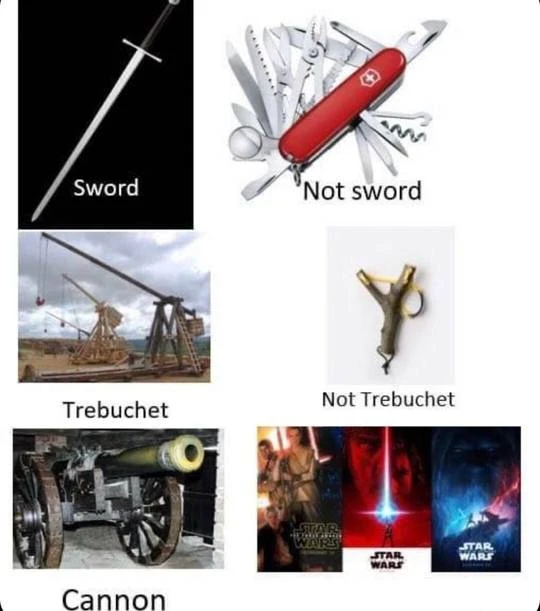 Sword
Not sword
Trebuchet
Not Trebuchet
Cannon
STAR
WARS
STAR
WARS
STAR
WARS